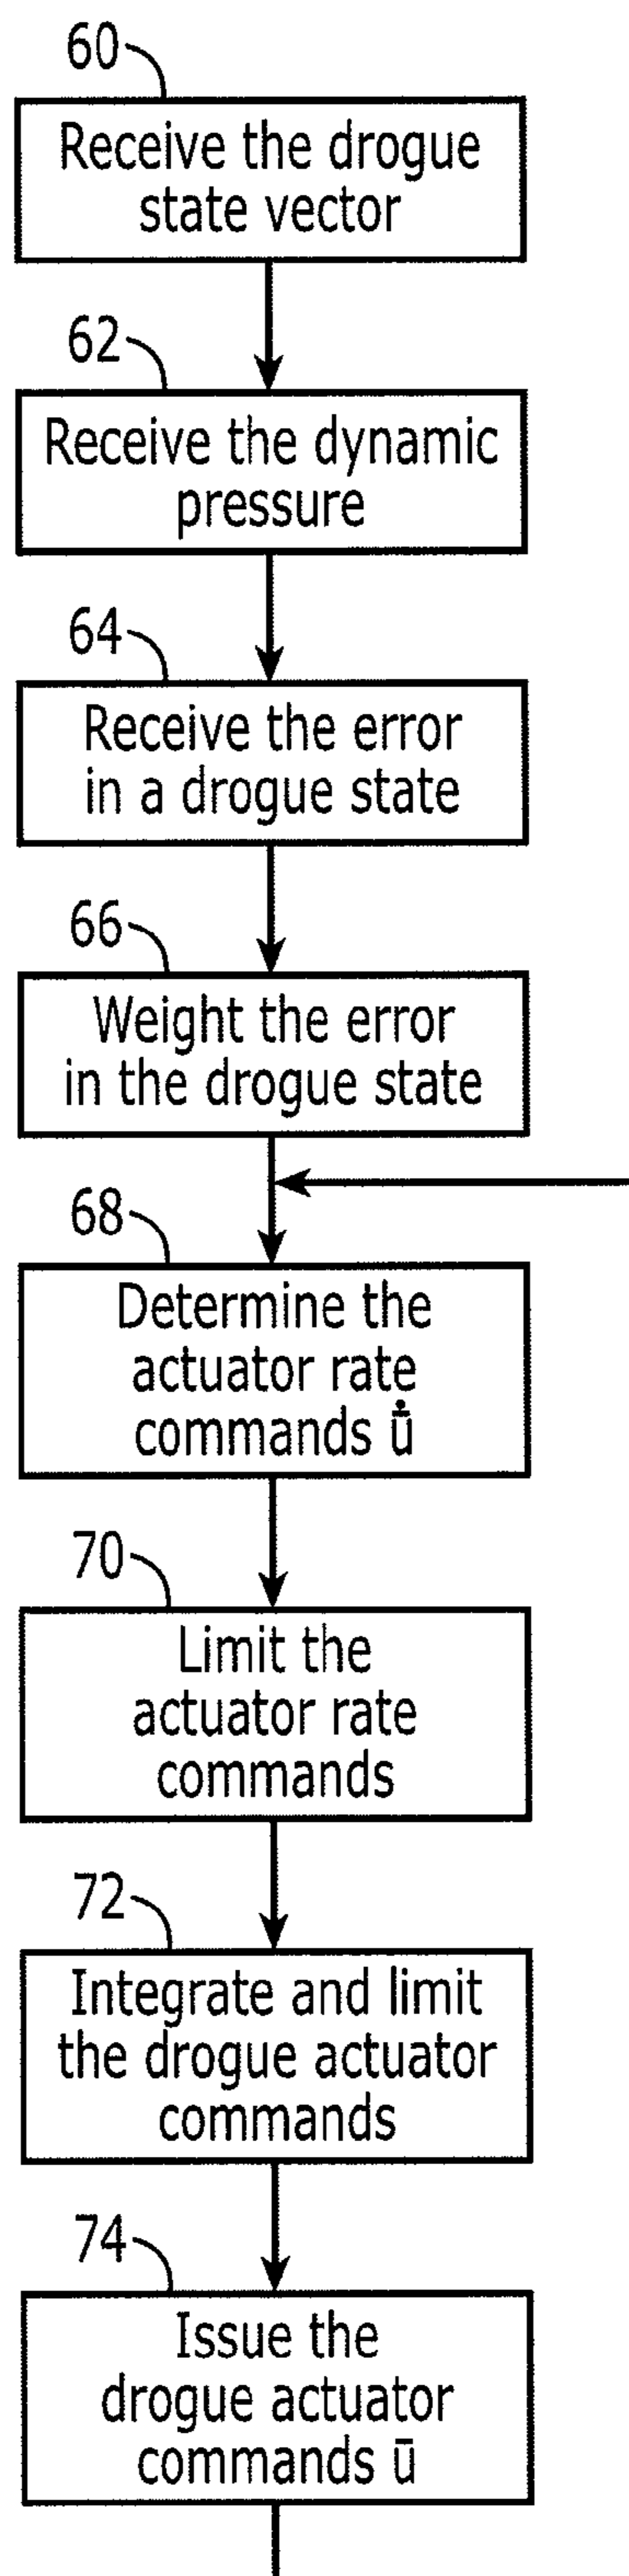 60
Receive the drogue
state vector
62
Receive the dynamic
pressure
64
Receive the error
in a drogue state
66
Weight the error
in the drogue state
68
Determine the
actuator rate
commands u̅̇
70
Limit the
actuator rate
commands
72
Integrate and limit
the drogue actuator
commands
74
Issue the
drogue actuator
commands u̅